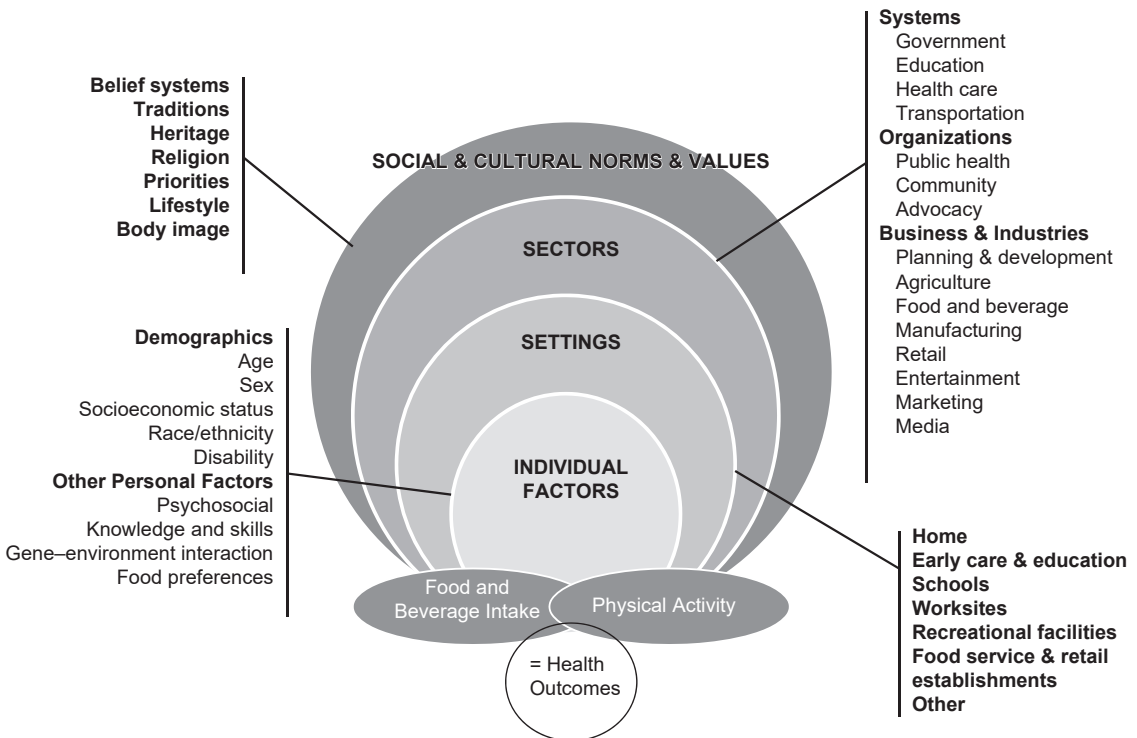 Belief systems
Traditions
Heritage
Religion
Priorities
Lifestyle
Body image
Demographics
Age
Sex
Socioeconomic status
Race/ethnicity
Disability
Other Personal Factors
Psychosocial
Knowledge and skills
Gene–environment interaction
Food preferences
SOCIAL & CULTURAL NORMS & VALUES
SECTORS
SETTINGS
INDIVIDUAL
FACTORS
Food and
Beverage Intake
Physical Activity
= Health
Outcomes
Systems
Government
Education
Health care
Transportation
Organizations
Public health
Community
Advocacy
Business & Industries
Planning & development
Agriculture
Food and beverage
Manufacturing
Retail
Entertainment
Marketing
Media
Home
Early care & education
Schools
Worksites
Recreational facilities
Food service & retail
establishments
Other